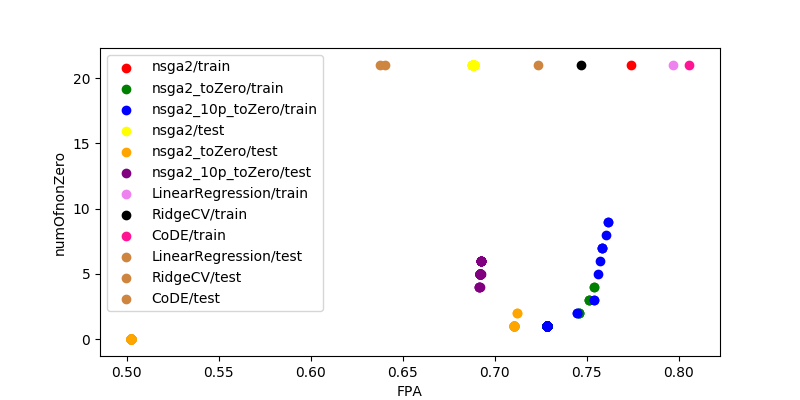 nsga2/train
nsga2_toZero/train
nsga2_10p_toZero/train
nsga2/test
nsga2_toZero/test
nsga2_10p_toZero/test
LinearRegression/train
RidgeCV/train
CoDE/train
LinearRegression/test
RidgeCV/test
CoDE/test
numOfnonZero
20
15
10
5
0
0.50 0.55 0.60 0.65 0.70 0.75 0.80
FPA